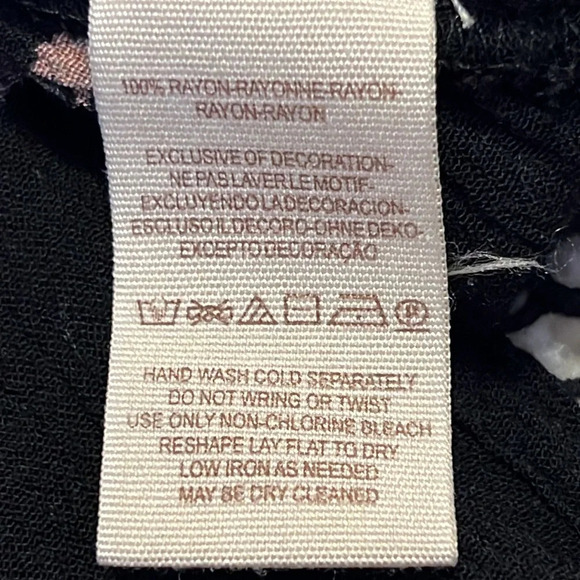 100% RAYON-RAYONNE-RAYON-
RAYON-RAYON
EXCLUSIVE OF DECORATION-
NE PAS LAVER LE MOTIF-
EXCLUYENDO LA DECORACION-
ESCLUSO IL DECORO-OHNE DEKO-
EXCEPTO DECORAÇÃO
P
HAND WASH COLD SEPARATELY
DO NOT WRING OR TWIST
USE ONLY NON-CHLORINE BLEACH
RESHAPE LAY FLAT TO DRY
LOW IRON AS NEEDED
MAY BE DRY CLEANED